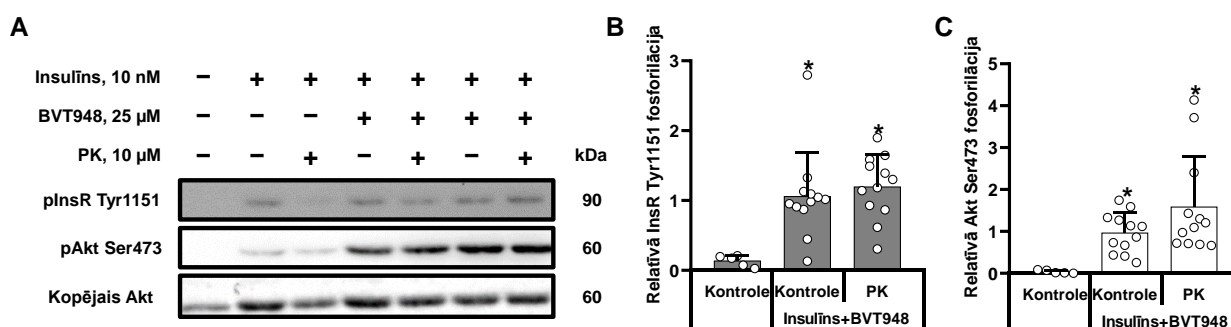 A
Insulīns, 10 nM – + + + + + +
BVT948, 25 µM + + + +
PK, 10 µM – – + – + – +
kDa
pInsR Tyr1151 90
pAkt Ser473 60
Kopējais Akt 60
B
Relatīvā InsR Tyr1151 fosforilācija
3
2
1
0
*
*
Kontrole Kontrole PK
Insulīns+BVT948
C
Relatīvā Akt Ser473 fosforilācija
5
4
3
2
1
0
*
*
Kontrole Kontrole PK
Insulīns+BVT948